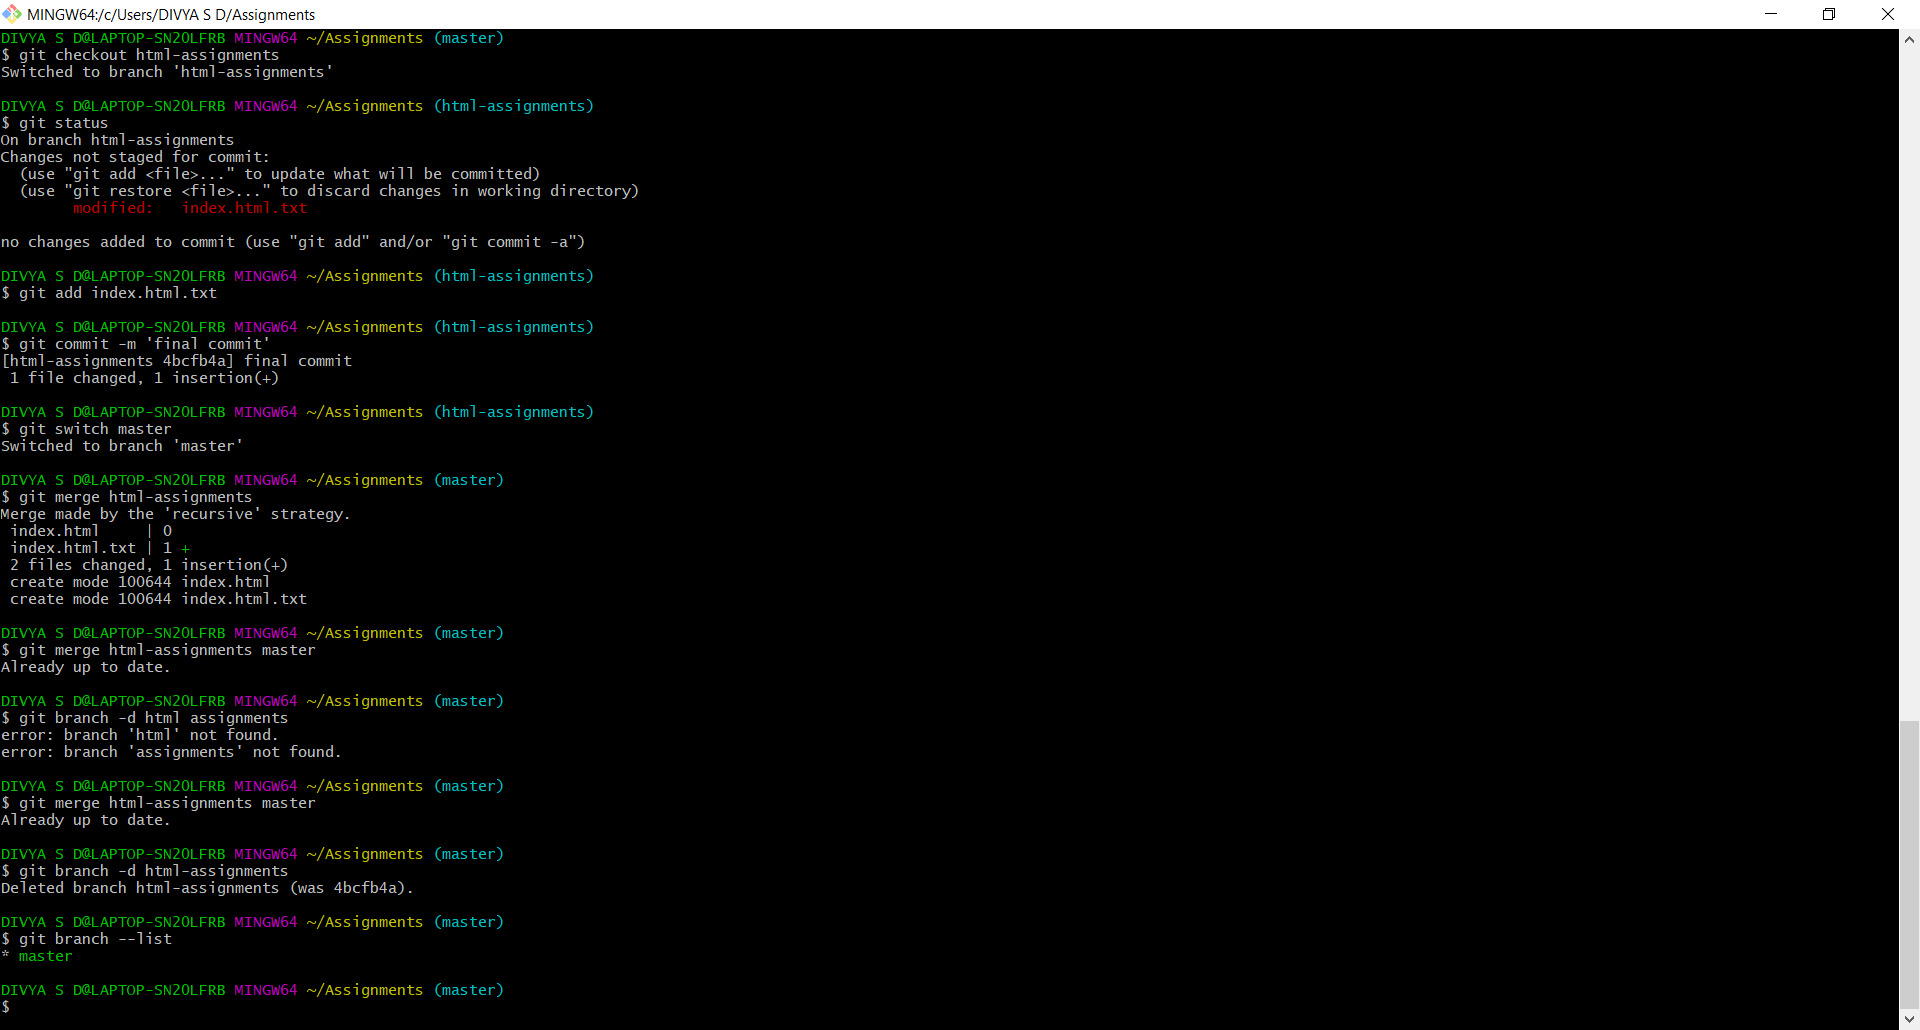 MINGW64:/c/Users/DIVYA S D/Assignments
DIVYA S D@LAPTOP-SN2OLFRB MINGW64 ~/Assignments (master)
$ git checkout html-assignments
Switched to branch 'html-assignments'
DIVYA S D@LAPTOP-SN2OLFRB MINGW64 ~/Assignments (html-assignments)
$ git status
On branch html-assignments
Changes not staged for commit:
  (use "git add <file>..." to update what will be committed)
  (use "git restore <file>..." to discard changes in working directory)
        modified:   index.html.txt
no changes added to commit (use "git add" and/or "git commit -a")
DIVYA S D@LAPTOP-SN2OLFRB MINGW64 ~/Assignments (html-assignments)
$ git add index.html.txt
DIVYA S D@LAPTOP-SN2OLFRB MINGW64 ~/Assignments (html-assignments)
$ git commit -m 'final commit'
[html-assignments 4bcfb4a] final commit
 1 file changed, 1 insertion(+)
DIVYA S D@LAPTOP-SN2OLFRB MINGW64 ~/Assignments (html-assignments)
$ git switch master
Switched to branch 'master'
DIVYA S D@LAPTOP-SN2OLFRB MINGW64 ~/Assignments (master)
$ git merge html-assignments
Merge made by the 'recursive' strategy.
 index.html     | 0
 index.html.txt | 1 +
 2 files changed, 1 insertion(+)
 create mode 100644 index.html
 create mode 100644 index.html.txt
DIVYA S D@LAPTOP-SN2OLFRB MINGW64 ~/Assignments (master)
$ git merge html-assignments master
Already up to date.
DIVYA S D@LAPTOP-SN2OLFRB MINGW64 ~/Assignments (master)
$ git branch -d html assignments
error: branch 'html' not found.
error: branch 'assignments' not found.
DIVYA S D@LAPTOP-SN2OLFRB MINGW64 ~/Assignments (master)
$ git merge html-assignments master
Already up to date.
DIVYA S D@LAPTOP-SN2OLFRB MINGW64 ~/Assignments (master)
$ git branch -d html-assignments
Deleted branch html-assignments (was 4bcfb4a).
DIVYA S D@LAPTOP-SN2OLFRB MINGW64 ~/Assignments (master)
$ git branch --list
* master
DIVYA S D@LAPTOP-SN2OLFRB MINGW64 ~/Assignments (master)
$